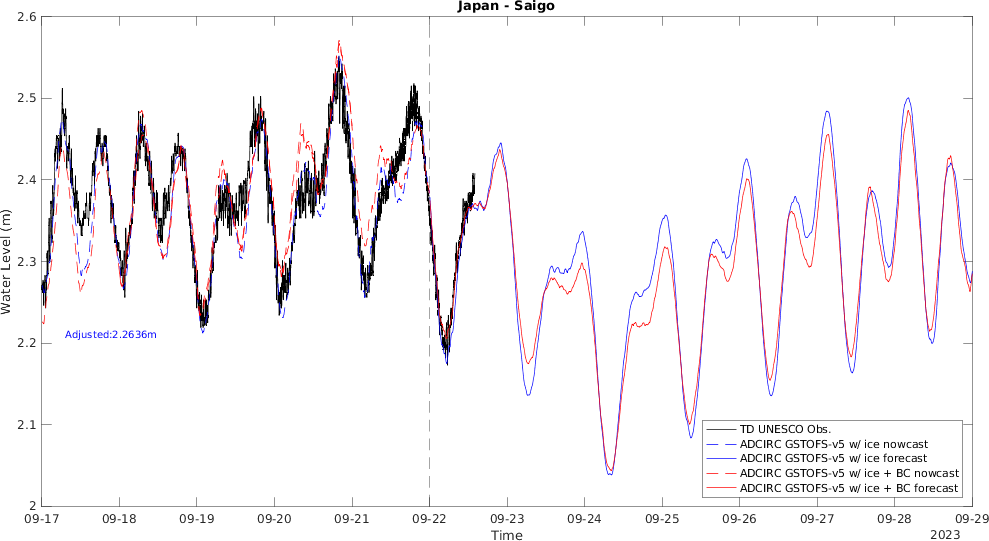 Japan - Saigo
2.6
2.5
2.4
2.3
2.2
2.1
2
Water Level (m)
Adjusted:2.2636m
TD UNESCO Obs.
ADCIRC GSTOFS-v5 w/ ice nowcast
ADCIRC GSTOFS-v5 w/ ice forecast
ADCIRC GSTOFS-v5 w/ ice + BC nowcast
ADCIRC GSTOFS-v5 w/ ice + BC forecast
09-17 09-18 09-19 09-20 09-21 09-22 09-23 09-24 09-25 09-26 09-27 09-28 09-29
Time
2023